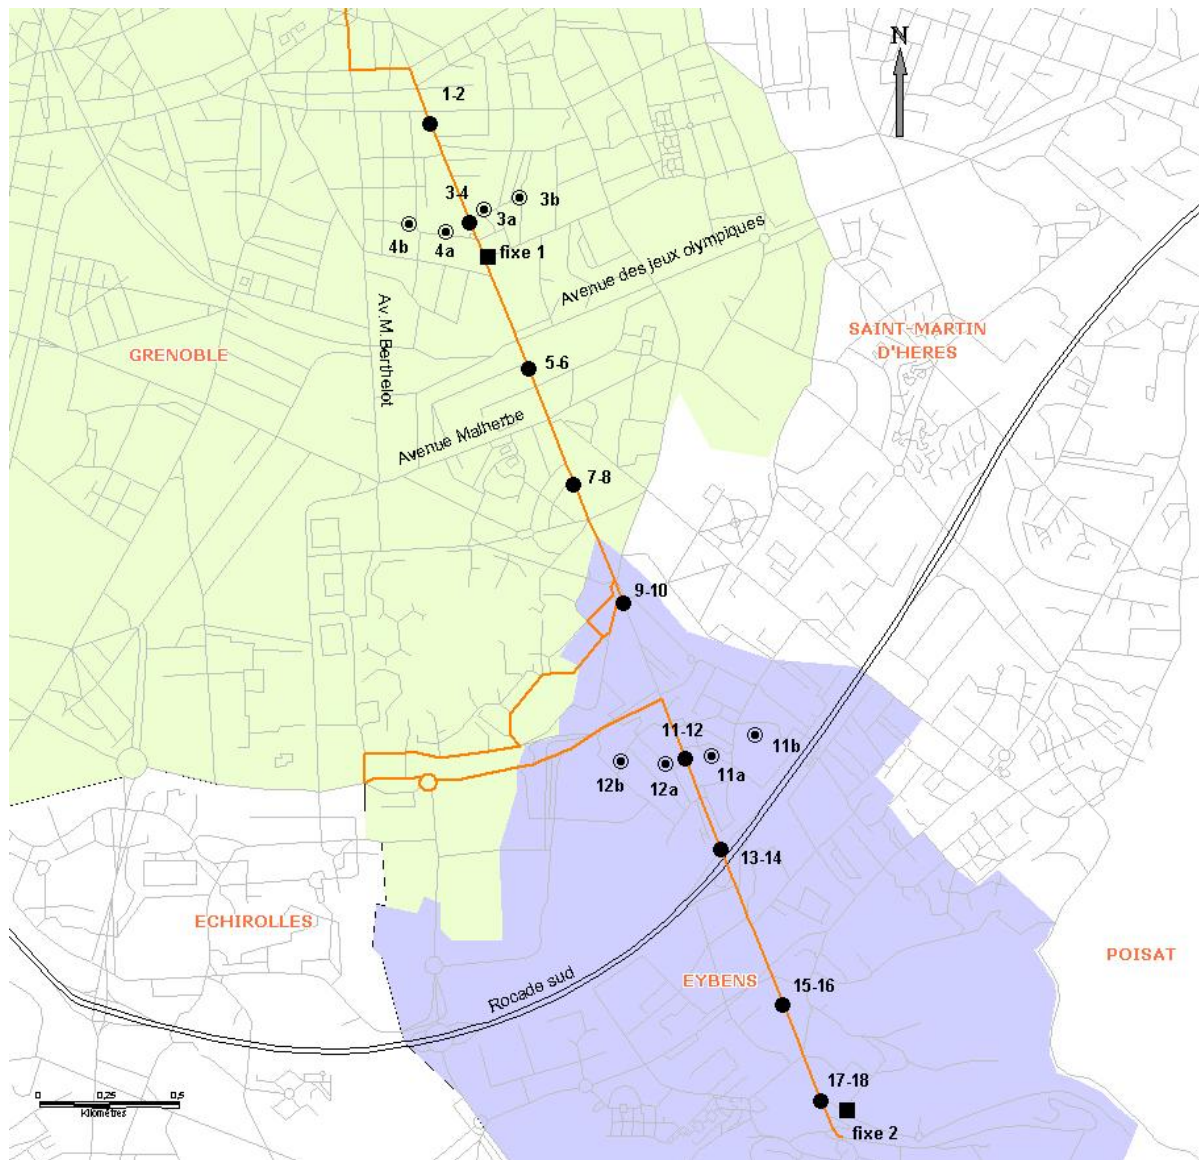 N
1-2
3-4
3b
3a
4b
4a
fixe 1
Avenue des jeux olympiques
Av.M.Berthelot
SAINT-MARTIN
D'HERES
GRENOBLE
5-6
Avenue Malherbe
7-8
9-10
11-12
11b
11a
12b
12a
13-14
ECHIROLLES
POISAT
EYBENS
Rocade sud
15-16
17-18
0 0,25 0,5
Kilomètres
fixe 2